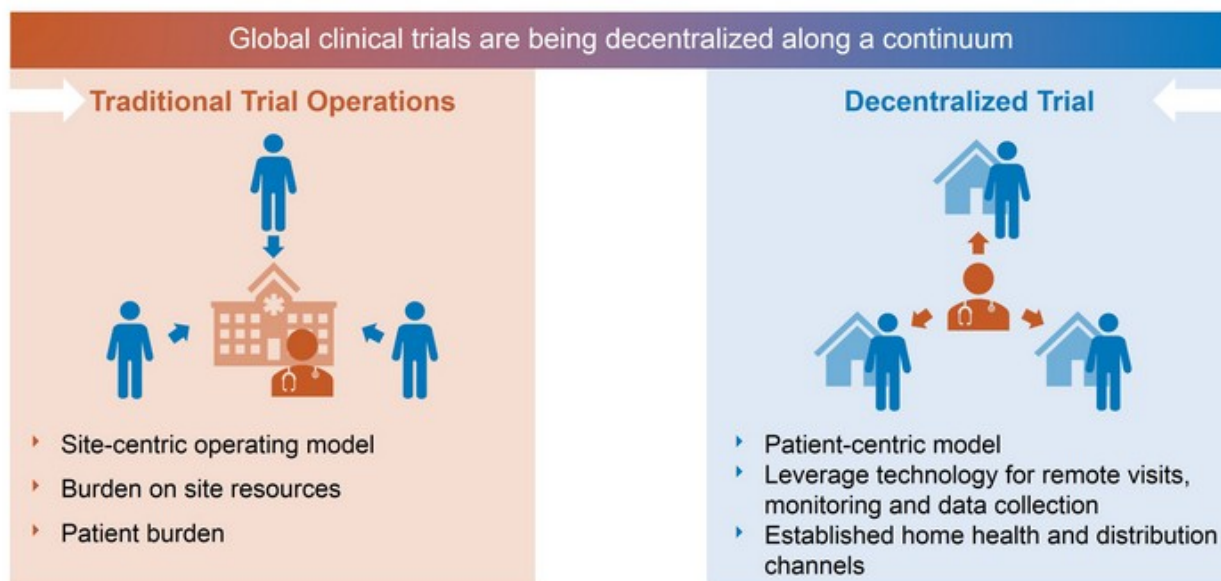 Global clinical trials are being decentralized along a continuum
Traditional Trial Operations
Site-centric operating model
Burden on site resources
Patient burden
Decentralized Trial
Patient-centric model
Leverage technology for remote visits,
monitoring and data collection
Established home health and distribution
channels